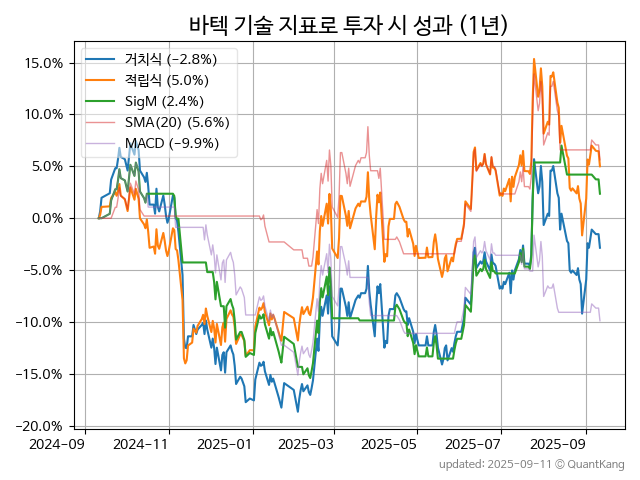 바텍 기술 지표로 투자 시 성과 (1년)
거치식 (−2.8%)
적립식 (5.0%)
SigM (2.4%)
SMA(20) (5.6%)
MACD (−9.9%)
15.0%
10.0%
5.0%
0.0%
−5.0%
−10.0%
−15.0%
−20.0%
2024-09 2024-11 2025-01 2025-03 2025-05 2025-07 2025-09
updated: 2025-09-11 © QuantKang